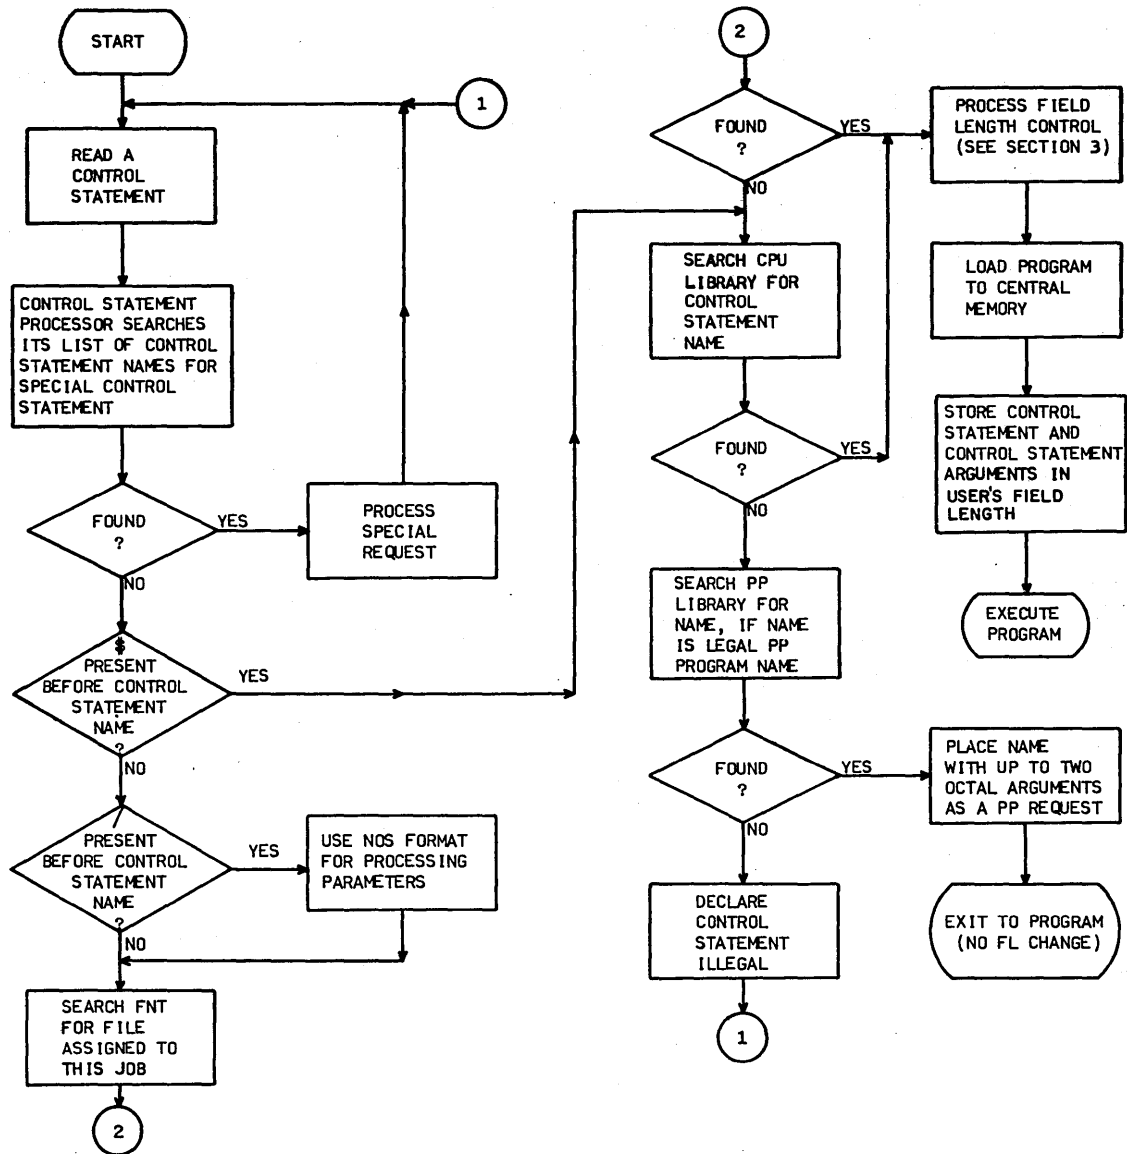 START
1
READ A
CONTROL
STATEMENT
CONTROL STATEMENT
PROCESSOR SEARCHES
ITS LIST OF CONTROL
STATEMENT NAMES FOR
SPECIAL CONTROL
STATEMENT
FOUND
?
YES
PROCESS
SPECIAL
REQUEST
NO
$
PRESENT
BEFORE CONTROL
STATEMENT
NAME
?
YES
NO
/
PRESENT
BEFORE CONTROL
STATEMENT
NAME
?
YES
USE NOS FORMAT
FOR PROCESSING
PARAMETERS
NO
SEARCH FNT
FOR FILE
ASSIGNED TO
THIS JOB
2
2
FOUND
?
YES
NO
PROCESS FIELD
LENGTH CONTROL
(SEE SECTION 3)
LOAD PROGRAM
TO CENTRAL
MEMORY
STORE CONTROL
STATEMENT AND
CONTROL STATEMENT
ARGUMENTS IN
USER'S FIELD
LENGTH
EXECUTE
PROGRAM
SEARCH CPU
LIBRARY FOR
CONTROL
STATEMENT
NAME
FOUND
?
YES
NO
SEARCH PP
LIBRARY FOR
NAME, IF NAME
IS LEGAL PP
PROGRAM NAME
FOUND
?
YES
NO
PLACE NAME
WITH UP TO TWO
OCTAL ARGUMENTS
AS A PP REQUEST
EXIT TO PROGRAM
(NO FL CHANGE)
DECLARE
CONTROL
STATEMENT
ILLEGAL
1